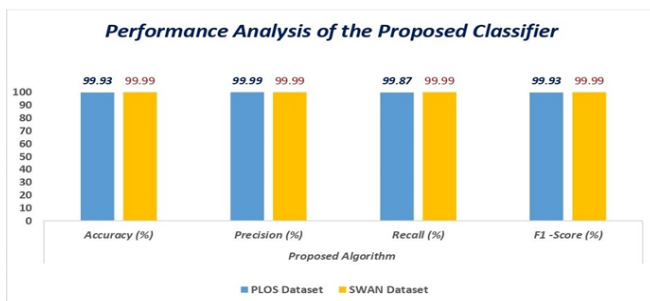 Performance Analysis of the Proposed Classifier
99.93 99.99 99.99 99.99 99.87 99.99 99.93 99.99
100
90
80
70
60
50
40
30
20
10
0
Accuracy (%) Precision (%) Recall (%) F1 -Score (%)
Proposed Algorithm
PLOS Dataset SWAN Dataset